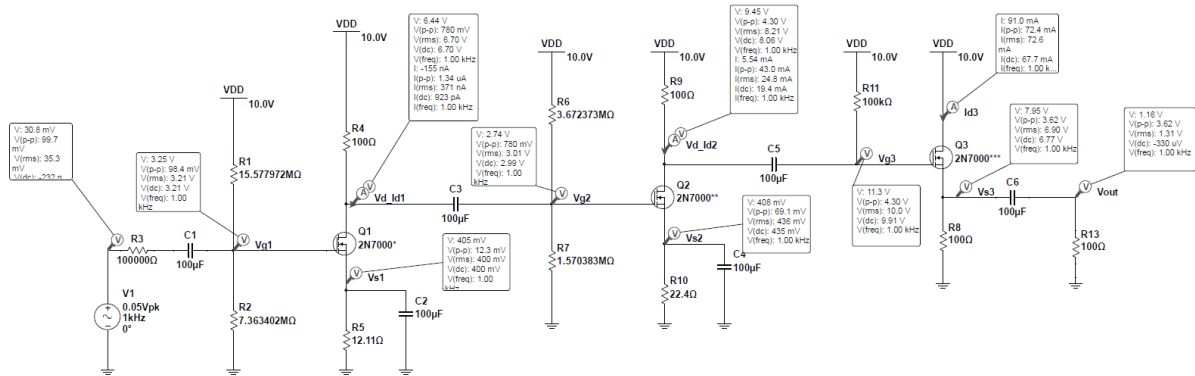 VDD
10.0V
V: 6.44 V
V(p-p): 780 mV
V(rms): 6.70 V
V(dc): 6.70 V
V(freq): 1.00 kHz
I: -155 nA
I(p-p): 1.34 uA
I(rms): 371 nA
I(dc): 923 pA
I(freq): 1.00 kHz
VDD
10.0V
V: 9.45 V
V(p-p): 4.30 V
V(rms): 8.21 V
V(dc): 8.06 V
V(freq): 1.00 kHz
I: 5.54 mA
I(p-p): 43.0 mA
I(rms): 24.8 mA
I(dc): 19.4 mA
I(freq): 1.00 kHz
VDD
10.0V
I: 91.0 mA
I(p-p): 72.4 mA
I(rms): 72.6
mA
I(dc): 67.7 mA
I(freq): 1.00 k...
VDD
10.0V
VDD
10.0V
VDD
10.0V
R4
100Ω
R9
100Ω
R11
100kΩ
R6
3.672373MΩ
R1
15.577972MΩ
V: 30.8 mV
V(p-p): 99.7
mV
V(rms): 35.3
mV
V(dc): -232 n
V: 3.25 V
V(p-p): 98.4 mV
V(rms): 3.21 V
V(dc): 3.21 V
V(freq): 1.00
kHz
V: 2.74 V
V(p-p): 780 mV
V(rms): 3.01 V
V(dc): 2.99 V
V(freq): 1.00
kHz
V: 7.95 V
V(p-p): 3.62 V
V(rms): 6.90 V
V(dc): 6.77 V
V(freq): 1.00 kHz
V: 1.16 V
V(p-p): 3.62 V
V(rms): 1.31 V
V(dc): -330 uV
V(freq): 1.00 kHz
A
V
Vd_Id1
A
V
Vd_Id2
A
Id3
C3
100µF
C5
100µF
V
Vg2
V
Vg3
Q2
2N7000**
Q3
2N7000***
V
Vs3
C6
100µF
V
Vout
V
R3
100000Ω
C1
100µF
V
Vg1
Q1
2N7000*
V
Vs1
V: 405 mV
V(p-p): 12.3 mV
V(rms): 400 mV
V(dc): 400 mV
V(freq): 1.00
kHz
V: 408 mV
V(p-p): 69.1 mV
V(rms): 436 mV
V(dc): 435 mV
V(freq): 1.00 kHz
V: 11.3 V
V(p-p): 4.30 V
V(rms): 10.0 V
V(dc): 9.91 V
V(freq): 1.00 kHz
V
Vs2
C4
100µF
R7
1.570383MΩ
R8
100Ω
R13
100Ω
V1
0.05Vpk
1kHz
0°
R2
7.363402MΩ
C2
100µF
R5
12.11Ω
R10
22.4Ω